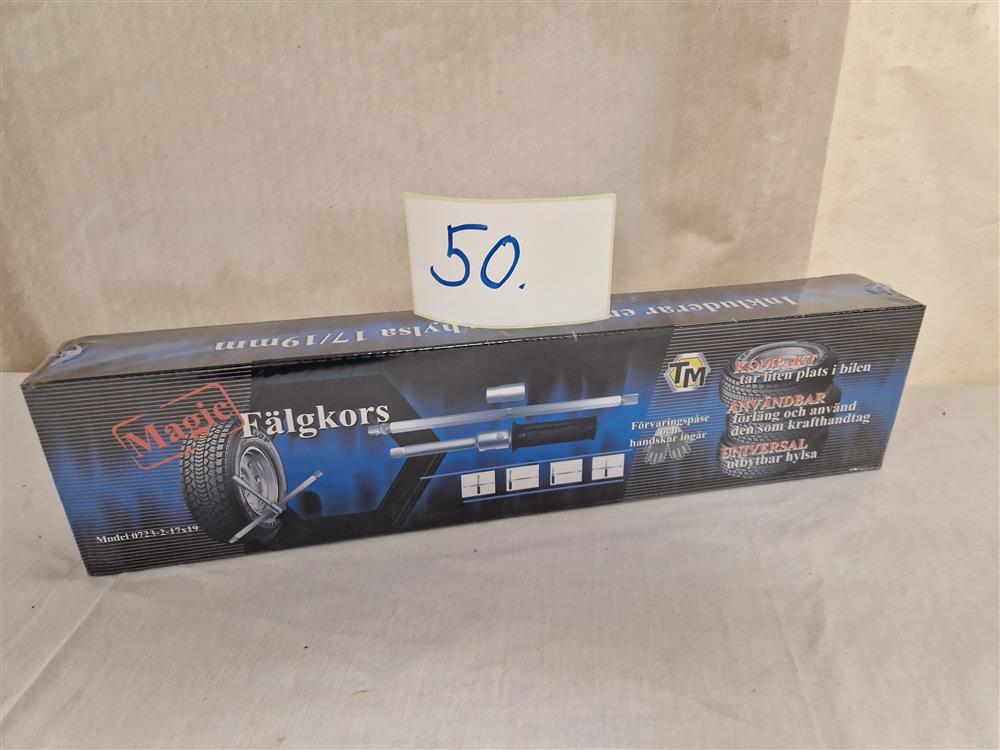 50.
Inkluderar en
hylsa 17/19mm
Magic
Fälgkors
Model 0723-2-17x19
Förvaringspåse
och
handskar ingår
TM
KOMPAKT
tar liten plats i bilen
ANVÄNDBAR
förläng och använd
den som krafthandtag
UNIVERSAL
utbytbar hylsa